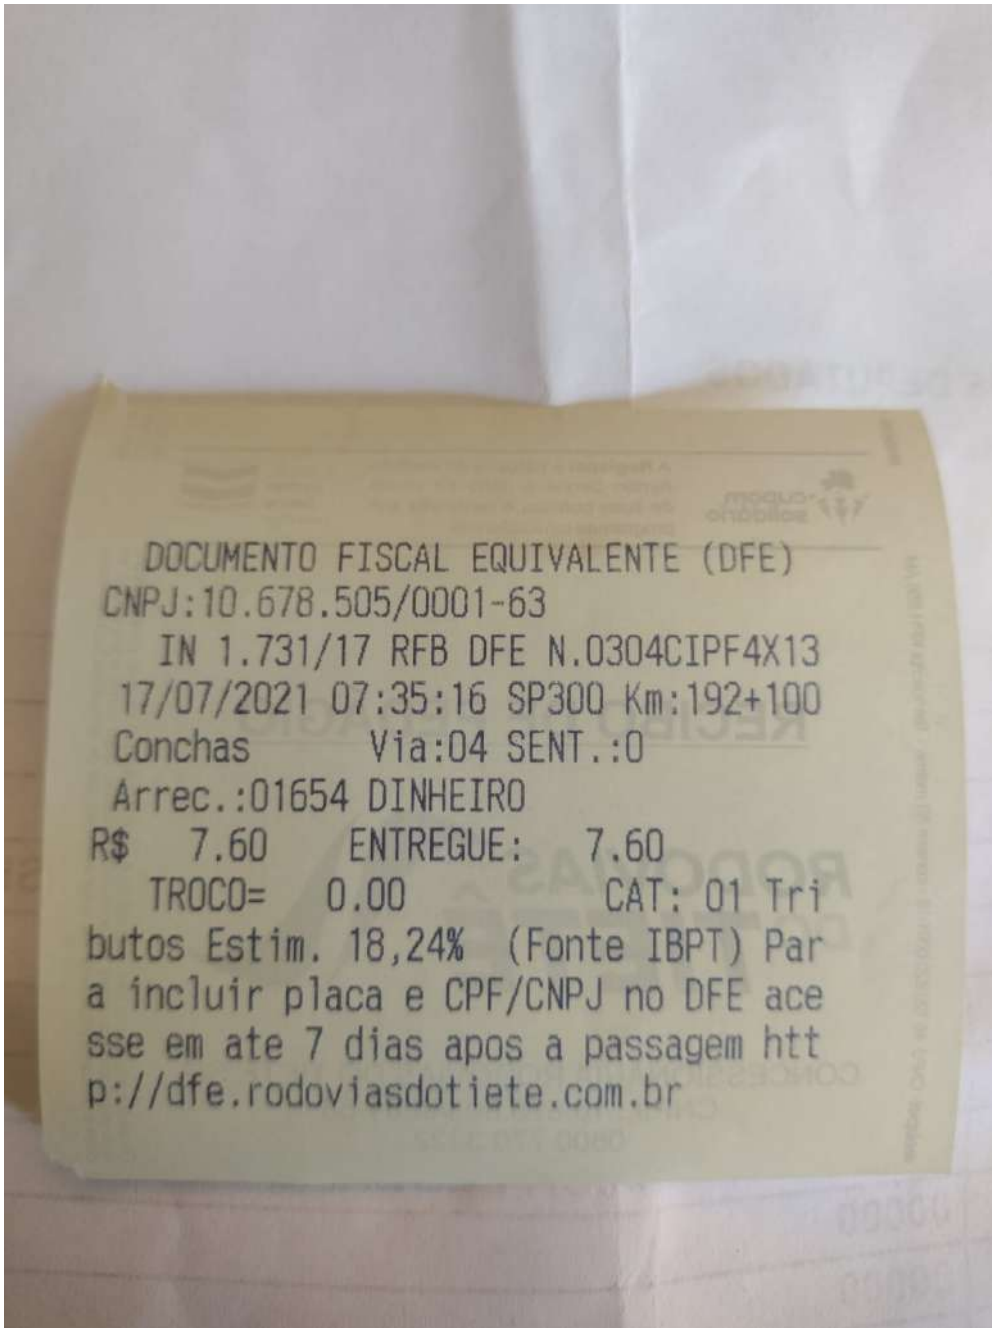 DOCUMENTO FISCAL EQUIVALENTE (DFE)
CNPJ:10.678.505/0001-63
IN 1.731/17 RFB DFE N.0304CIPF4X13
17/07/2021 07:35:16 SP300 Km:192+100
Conchas Via:04 SENT.:O
Arrec.:01654 DINHEIRO
R$ 7.60 ENTREGUE: 7.60
TROCO= 0.00 CAT: 01 Tri
butos Estim. 18,24% (Fonte IBPT) Par
a incluir placa e CPF/CNPJ no DFE ace
sse em ate 7 dias apos a passagem htt
p://dfe.rodoviasdotiete.com.br